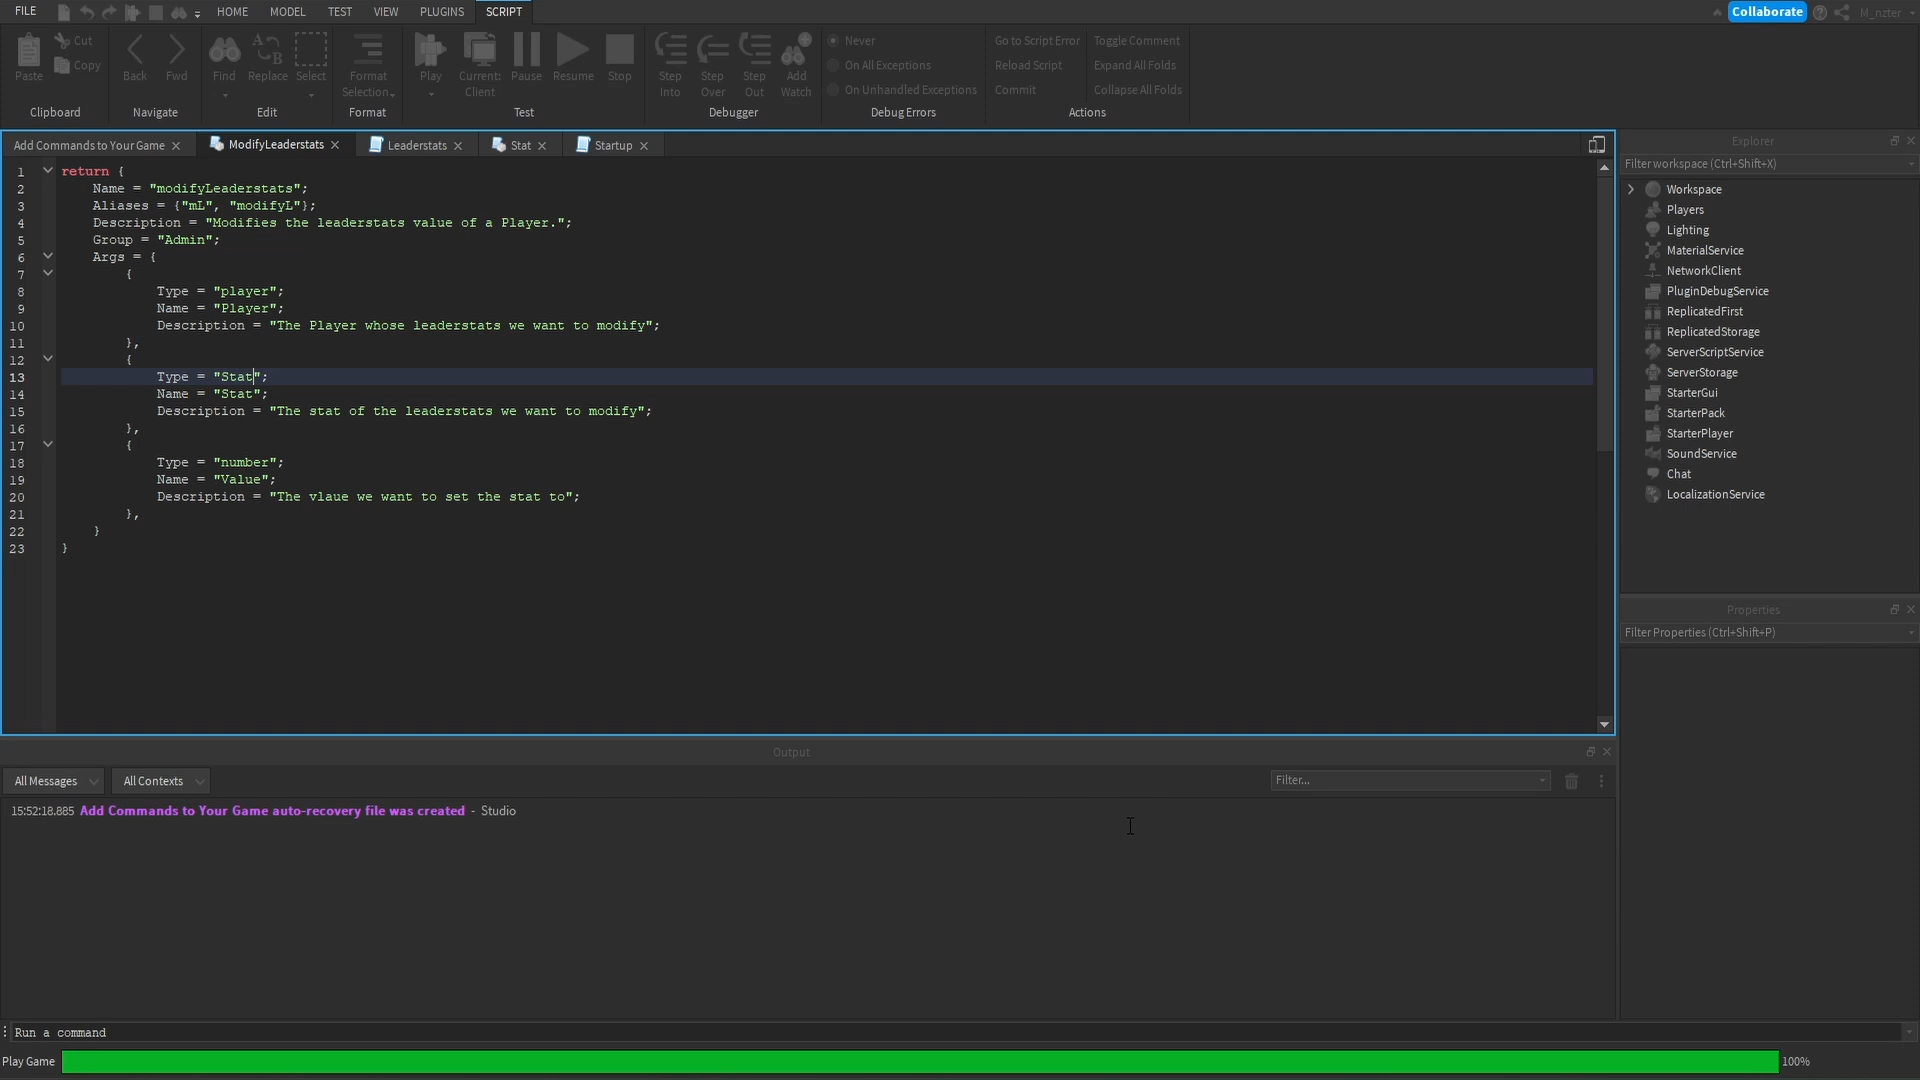 FILE HOME MODEL TEST VIEW PLUGINS SCRIPT Collaborate M_nzter
Paste Cut Copy Clipboard
Back Fwd Navigate
Find Replace Select Edit
Format Selection Format
Play Current: Client Pause Resume Stop Test
Step Into Step Over Step Out Add Watch Debugger
Never
On All Exceptions
On Unhandled Exceptions
Debug Errors
Go to Script Error Toggle Comment
Reload Script Expand All Folds
Commit Collapse All Folds
Actions
Add Commands to Your Game ModifyLeaderstats Leaderstats Stat Startup
1 return {
2 Name = "modifyLeaderstats";
3 Aliases = {"mL", "modifyL"};
4 Description = "Modifies the leaderstats value of a Player.";
5 Group = "Admin";
6 Args = {
7 {
8 Type = "player";
9 Name = "Player";
10 Description = "The Player whose leaderstats we want to modify";
11 },
12 {
13 Type = "Stat";
14 Name = "Stat";
15 Description = "The stat of the leaderstats we want to modify";
16 },
17 {
18 Type = "number";
19 Name = "Value";
20 Description = "The vlaue we want to set the stat to";
21 },
22 }
23 }
Explorer
Filter workspace (Ctrl+Shift+X)
Workspace
Players
Lighting
MaterialService
NetworkClient
PluginDebugService
ReplicatedFirst
ReplicatedStorage
ServerScriptService
ServerStorage
StarterGui
StarterPack
StarterPlayer
SoundService
Chat
LocalizationService
Properties
Filter Properties (Ctrl+Shift+P)
Output
All Messages All Contexts Filter...
15:52:18.885 Add Commands to Your Game auto-recovery file was created - Studio
Run a command
Play Game 100%